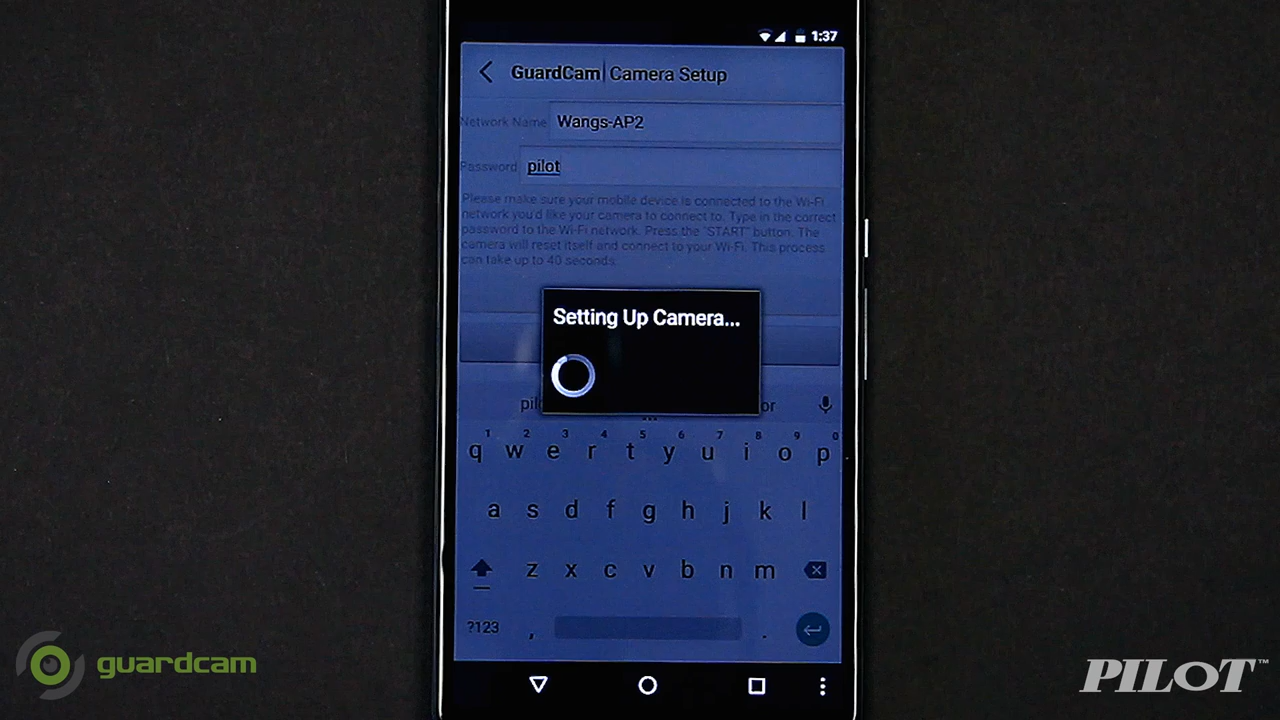 1:37
GuardCam | Camera Setup
Network Name Wangs-AP2
Password pilot
Please make sure your mobile device is connected to the Wi-Fi
network you'd like your camera to connect to. Type in the correct
password to the Wi-Fi network. Press the "START" button. The
camera will reset itself and connect to your Wi-Fi. This process
can take up to 40 seconds.
Setting Up Camera...
1 2 3 4 5 6 7 8 9 0
q w e r t y u i o p
a s d f g h j k l
z x c v b n m
?123 , .
guardcam
PILOT™